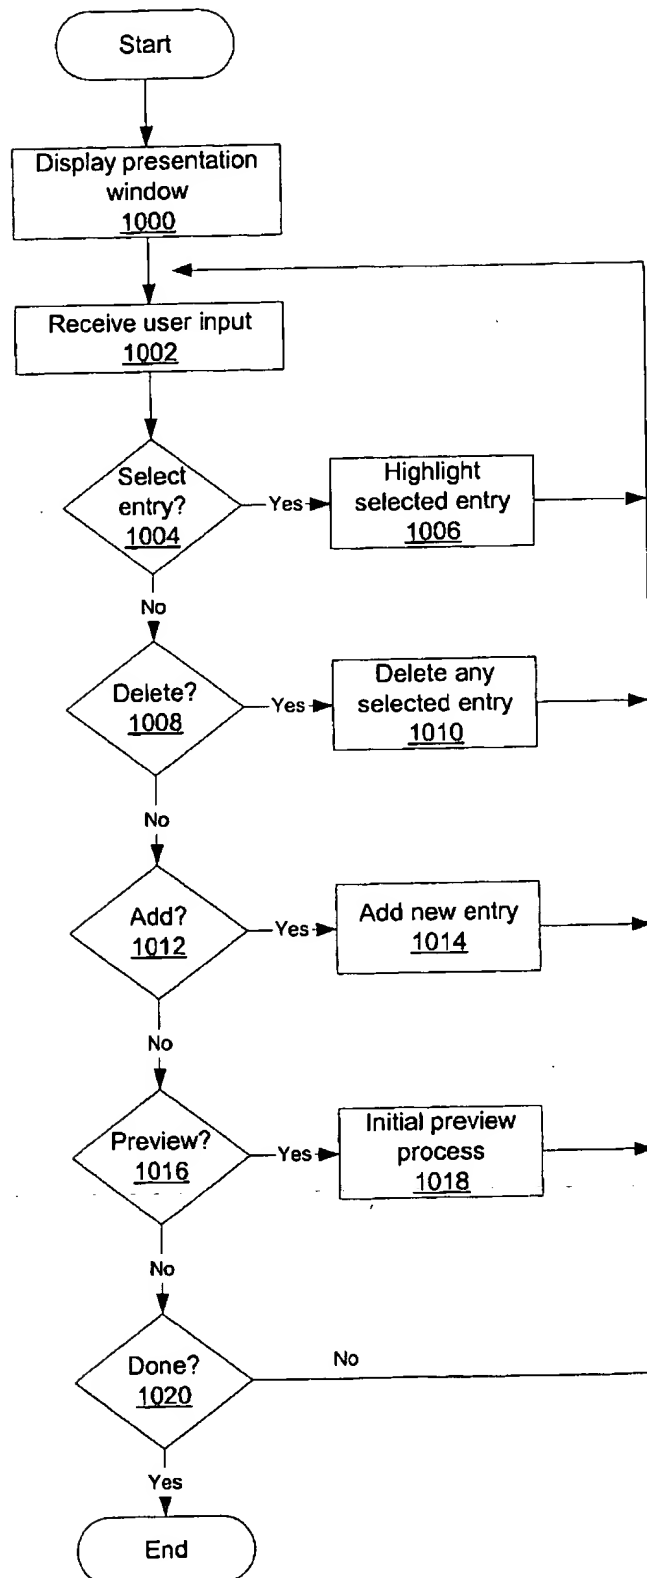 Start
Display presentation
window
1000
Receive user input
1002
Select
entry?
1004
Yes
Highlight
selected entry
1006
No
Delete?
1008
Yes
Delete any
selected entry
1010
No
Add?
1012
Yes
Add new entry
1014
No
Preview?
1016
Yes
Initial preview
process
1018
No
Done?
1020
No
Yes
End